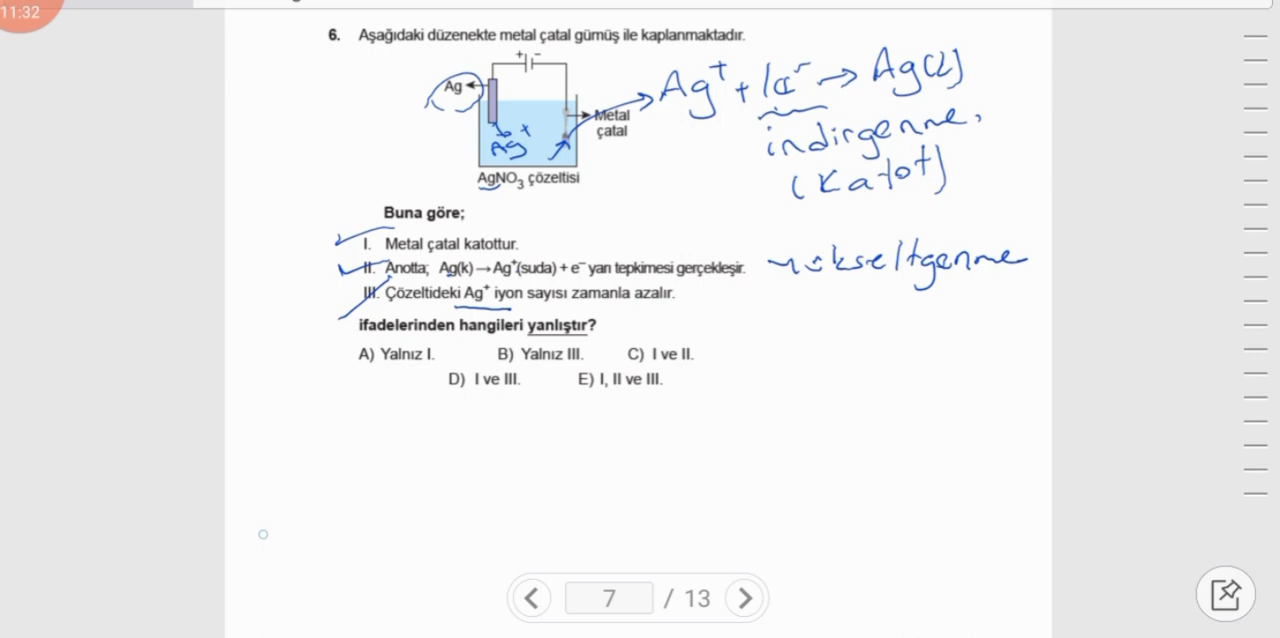 11:32
6. Aşağıdaki düzenekte metal çatal gümüş ile kaplanmaktadır.
+ -
Ag
Metal
çatal
Ag+
AgNO3 çözeltisi
Ag+ + 1e- → Ag(k)
indirgenme,
(Katot)
Buna göre;
I. Metal çatal katottur.
II. Anotta; Ag(k) → Ag+(suda) + e- yarı tepkimesi gerçekleşir.
yükseltgenme
III. Çözeltideki Ag+ iyon sayısı zamanla azalır.
ifadelerinden hangileri yanlıştır?
A) Yalnız I. B) Yalnız III. C) I ve II.
D) I ve III. E) I, II ve III.
7 / 13